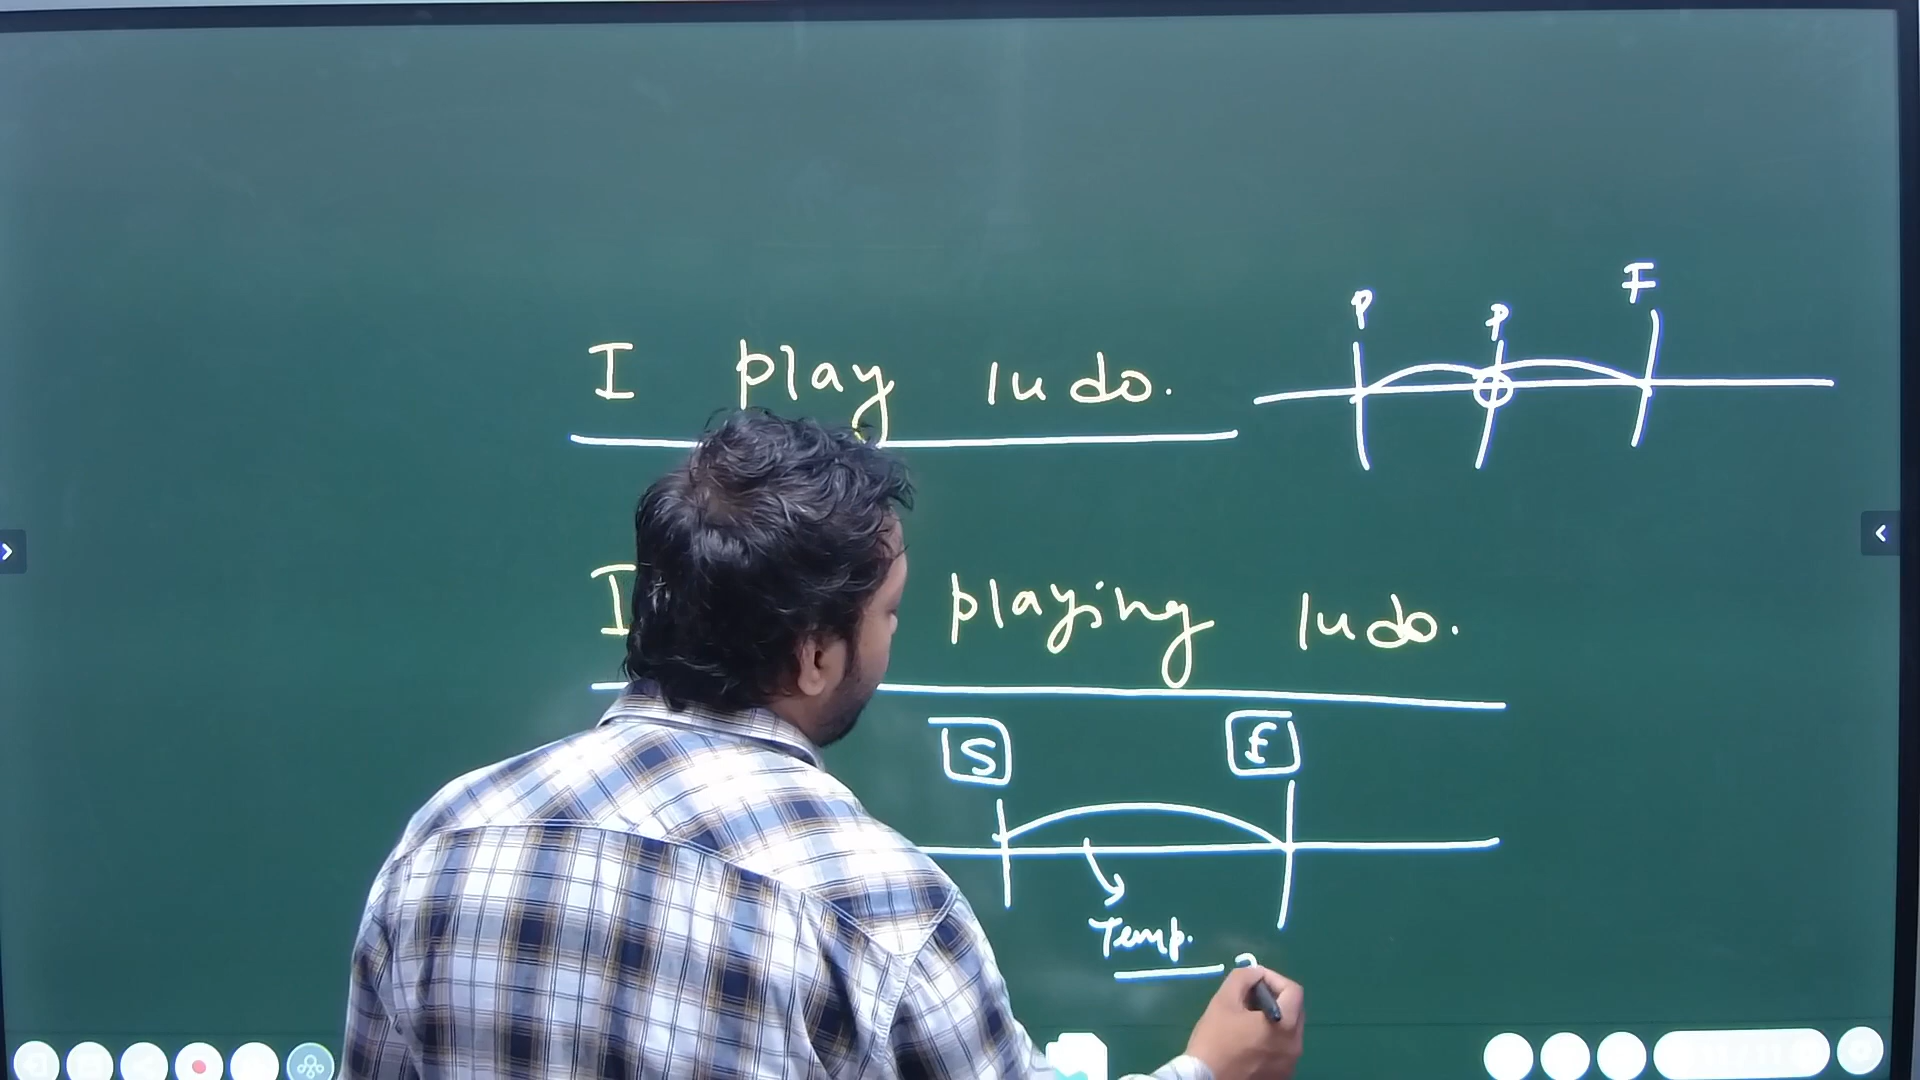 I play ludo.
P P F
I playing ludo.
S E
Temp.